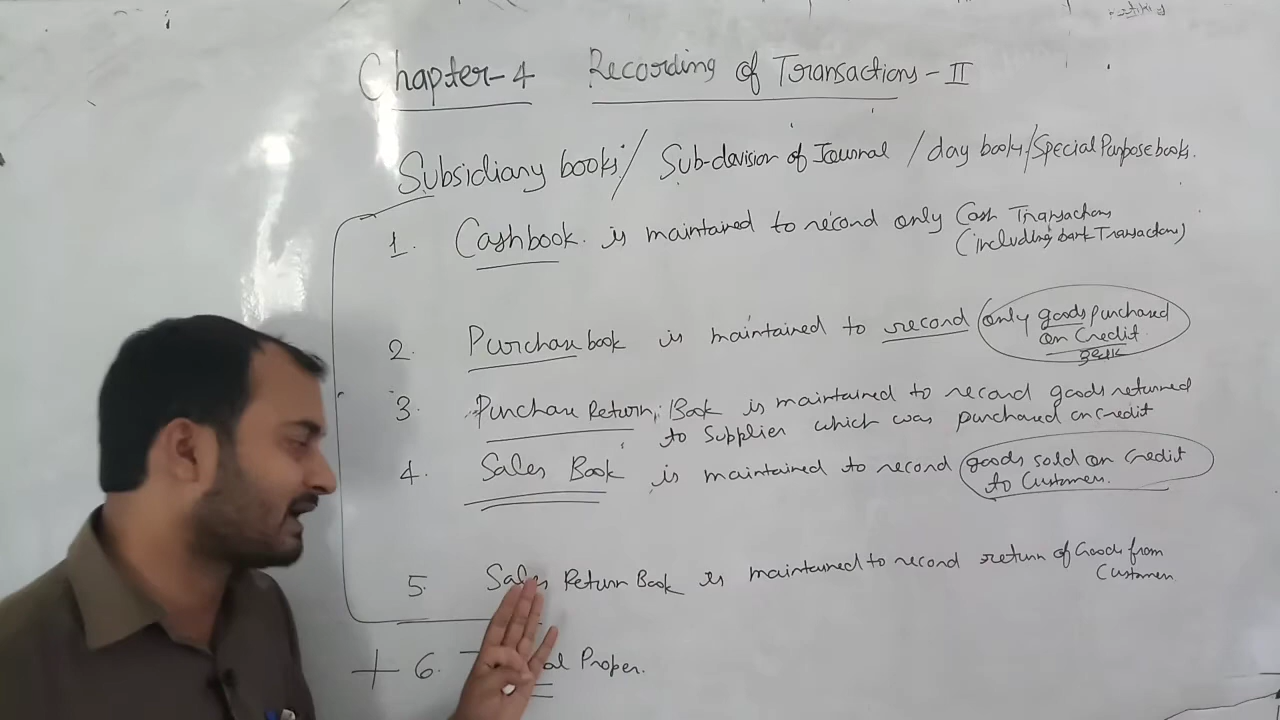 Chapter-4 Recording of Transactions-II
Subsidiary books/ Sub-division of Journal / day books/Special Purpose books.
1. Cashbook is maintained to record only Cash Transactions
(including bank Transactions)
2. Purchase book is maintained to record only goods purchased
on Credit.
3. Purchase Return Book is maintained to record goods returned
to Supplier which was purchased on credit
4. Sales Book is maintained to record goods sold on Credit
to Customers.
5. Sales Return Book is maintained to record return of Goods from
Customers
+ 6. Proper.